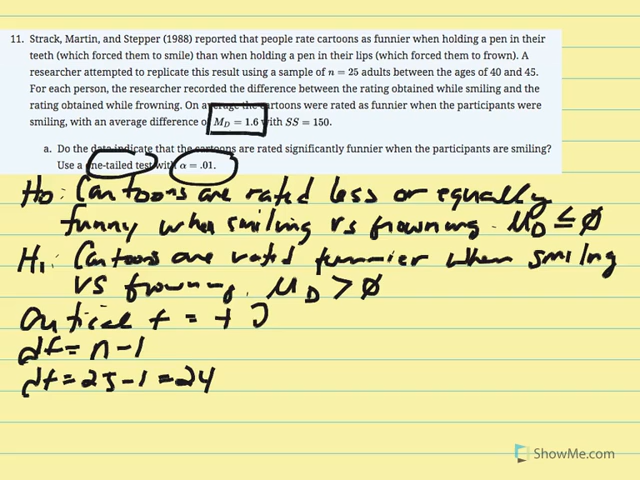 11. Strack, Martin, and Stepper (1988) reported that people rate cartoons as funnier when holding a pen in their
teeth (which forced them to smile) than when holding a pen in their lips (which forced them to frown). A
researcher attempted to replicate this result using a sample of n = 25 adults between the ages of 40 and 45.
For each person, the researcher recorded the difference between the rating obtained while smiling and the
rating obtained while frowning. On average the cartoons were rated as funnier when the participants were
smiling, with an average difference of M_D = 1.6 with SS = 150.
a. Do the data indicate that the cartoons are rated significantly funnier when the participants are smiling?
Use a one-tailed test with α = .01.
Ho: Cartoons are rated less or equally
funny when smiling vs frowning. M_D ≤ 0
H1: Cartoons are rated funnier when smiling
vs frowning. M_D > 0
Critical t = +
df = n - 1
df = 25 - 1 = 24
ShowMe.com